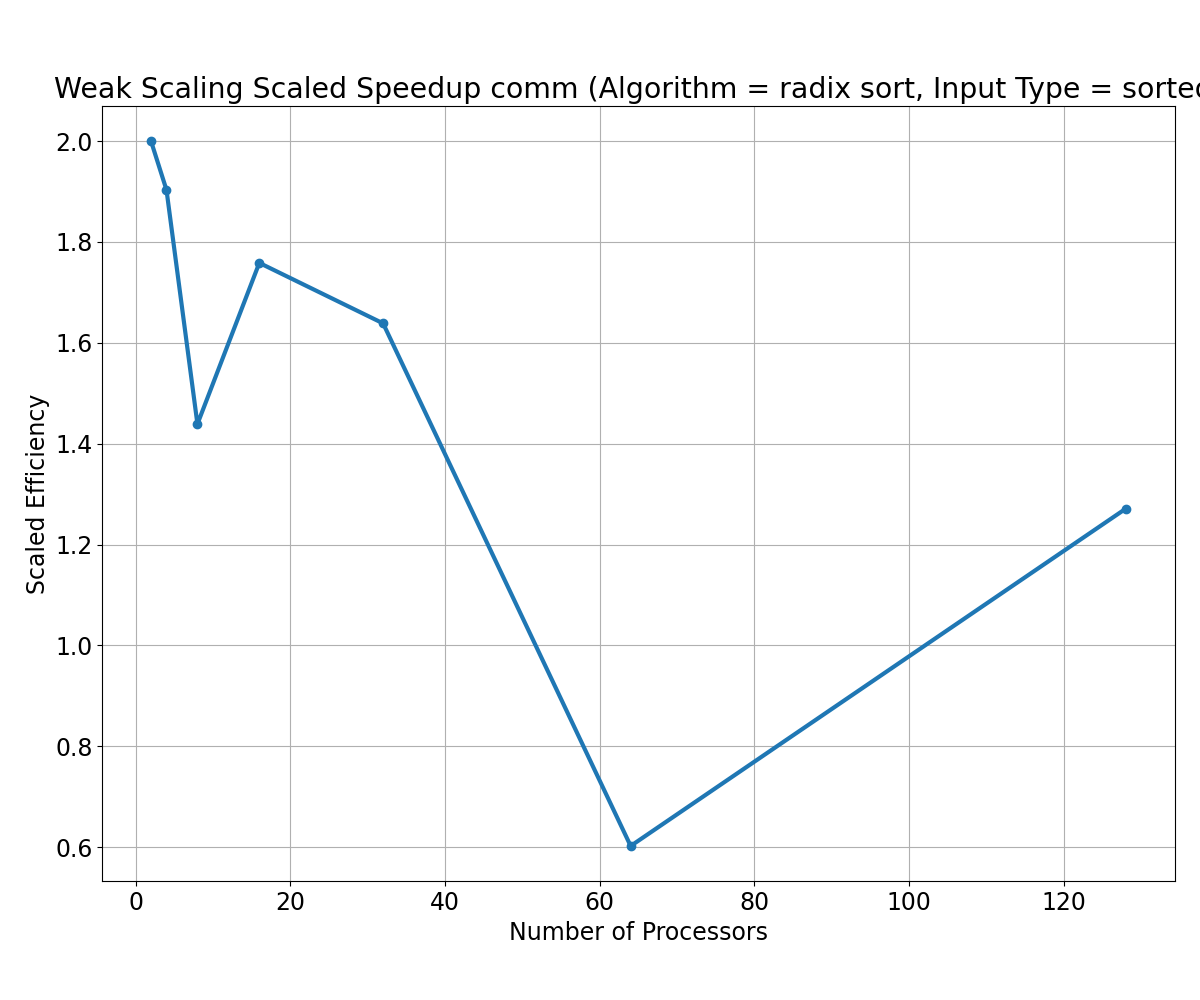 Weak Scaling Scaled Speedup comm (Algorithm = radix sort, Input Type = sorted
Scaled Efficiency
2.0
1.8
1.6
1.4
1.2
1.0
0.8
0.6
0 20 40 60 80 100 120
Number of Processors